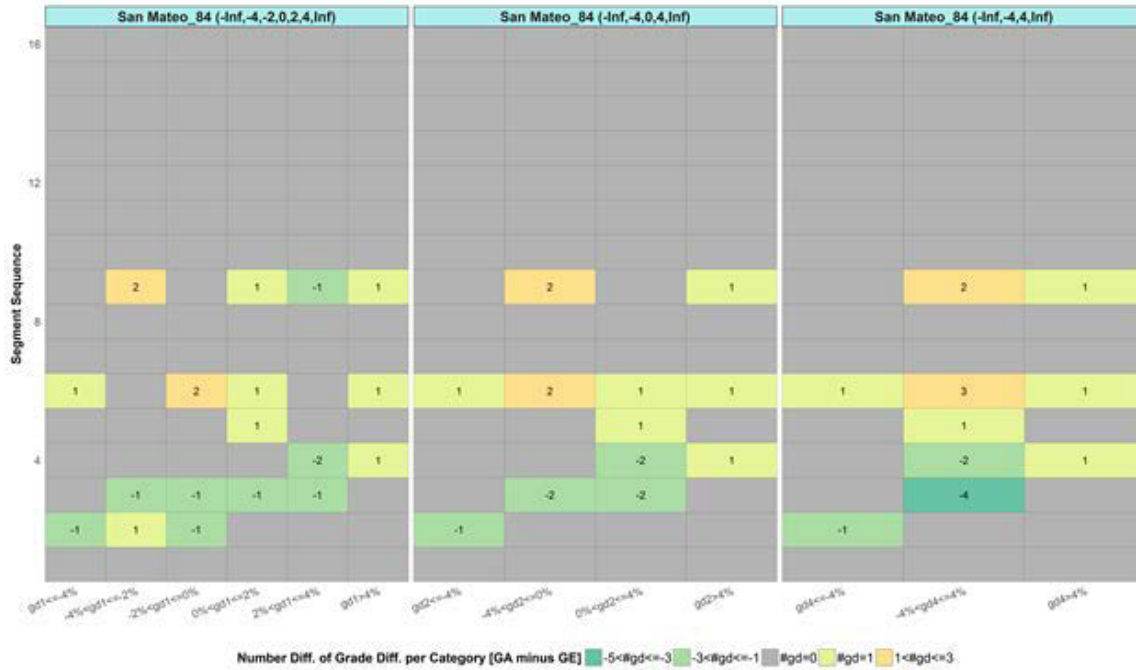 San Mateo_84 (-Inf,-4,-2,0,2,4,Inf)
San Mateo_84 (-Inf,-4,0,4,Inf)
San Mateo_84 (-Inf,-4,4,Inf)
Segment Sequence
16
12
8
4
2 1 -1 1 2 1 2 1
1 2 1 1 1 2 1 1 1 3 1
1 1 1
-2 1 -2 1 -2 1
-1 -1 -1 -1 -2 -2 -4
-1 1 -1 -1 -1
gd1<=-4%
-4%<gd1<=-2%
-2%<gd1<=0%
0%<gd1<=2%
2%<gd1<=4%
gd1>4%
gd2<=-4%
-4%<gd2<=0%
0%<gd2<=4%
gd2>4%
gd4<=-4%
-4%<gd4<=4%
gd4>4%
Number Diff. of Grade Diff. per Category [GA minus GE] -5<#gd<=-3 -3<#gd<=-1 #gd=0 #gd=1 1<#gd<=3